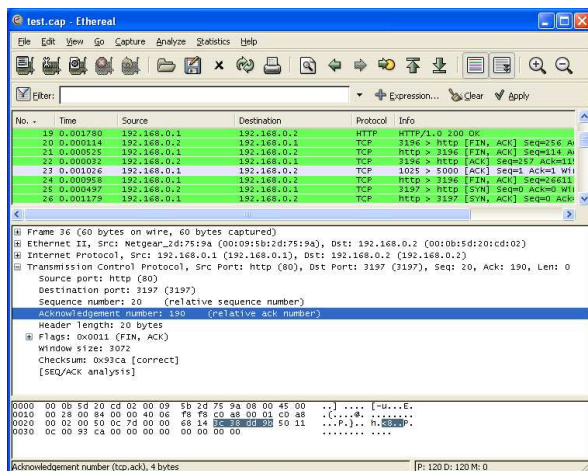 test.cap - Ethereal
File Edit View Go Capture Analyze Statistics Help
Filter: Expression... Clear Apply
No. - Time Source Destination Protocol Info
19 0.001780 192.168.0.1 192.168.0.2 HTTP HTTP/1.0 200 OK
20 0.000114 192.168.0.2 192.168.0.1 TCP 3196 > http [FIN, ACK] Seq=256 A
21 0.000525 192.168.0.1 192.168.0.2 TCP http > 3196 [FIN, ACK] Seq=114 A
22 0.000032 192.168.0.2 192.168.0.1 TCP 3196 > http [ACK] Seq=257 Ack=11
23 0.001026 192.168.0.2 192.168.0.1 TCP 1025 > 5000 [ACK] Seq=1 Ack=1 Wi
24 0.000958 192.168.0.1 192.168.0.2 TCP http > 3196 [FIN, ACK] Seq=26611
25 0.000497 192.168.0.2 192.168.0.1 TCP 3197 > http [SYN] Seq=0 Ack=0 Wi
26 0.001179 192.168.0.1 192.168.0.2 TCP http > 3197 [SYN, ACK] Seq=0 Ack
Frame 36 (60 bytes on wire, 60 bytes captured)
Ethernet II, Src: Netgear_2d:75:9a (00:09:5b:2d:75:9a), Dst: 192.168.0.2 (00:0b:5d:20:cd:02)
Internet Protocol, Src: 192.168.0.1 (192.168.0.1), Dst: 192.168.0.2 (192.168.0.2)
Transmission Control Protocol, Src Port: http (80), Dst Port: 3197 (3197), Seq: 20, Ack: 190, Len: 0
Source port: http (80)
Destination port: 3197 (3197)
Sequence number: 20 (relative sequence number)
Acknowledgement number: 190 (relative ack number)
Header length: 20 bytes
Flags: 0x0011 (FIN, ACK)
Window size: 3072
Checksum: 0x93ca [correct]
[SEQ/ACK analysis]
0000 00 0b 5d 20 cd 02 00 09 5b 2d 75 9a 08 00 45 00 ..] .... [-u...E.
0010 00 28 00 84 00 00 40 06 f8 f8 c0 a8 00 01 c0 a8 .(....@. ........
0020 00 02 00 50 0c 7d 00 00 68 14 3c 38 dd 9b 50 11 ...P.}.. h.<8..P.
0030 0c 00 93 ca 00 00 00 00 00 00 00 00 ........ ....
Acknowledgement number (tcp.ack), 4 bytes P: 120 D: 120 M: 0